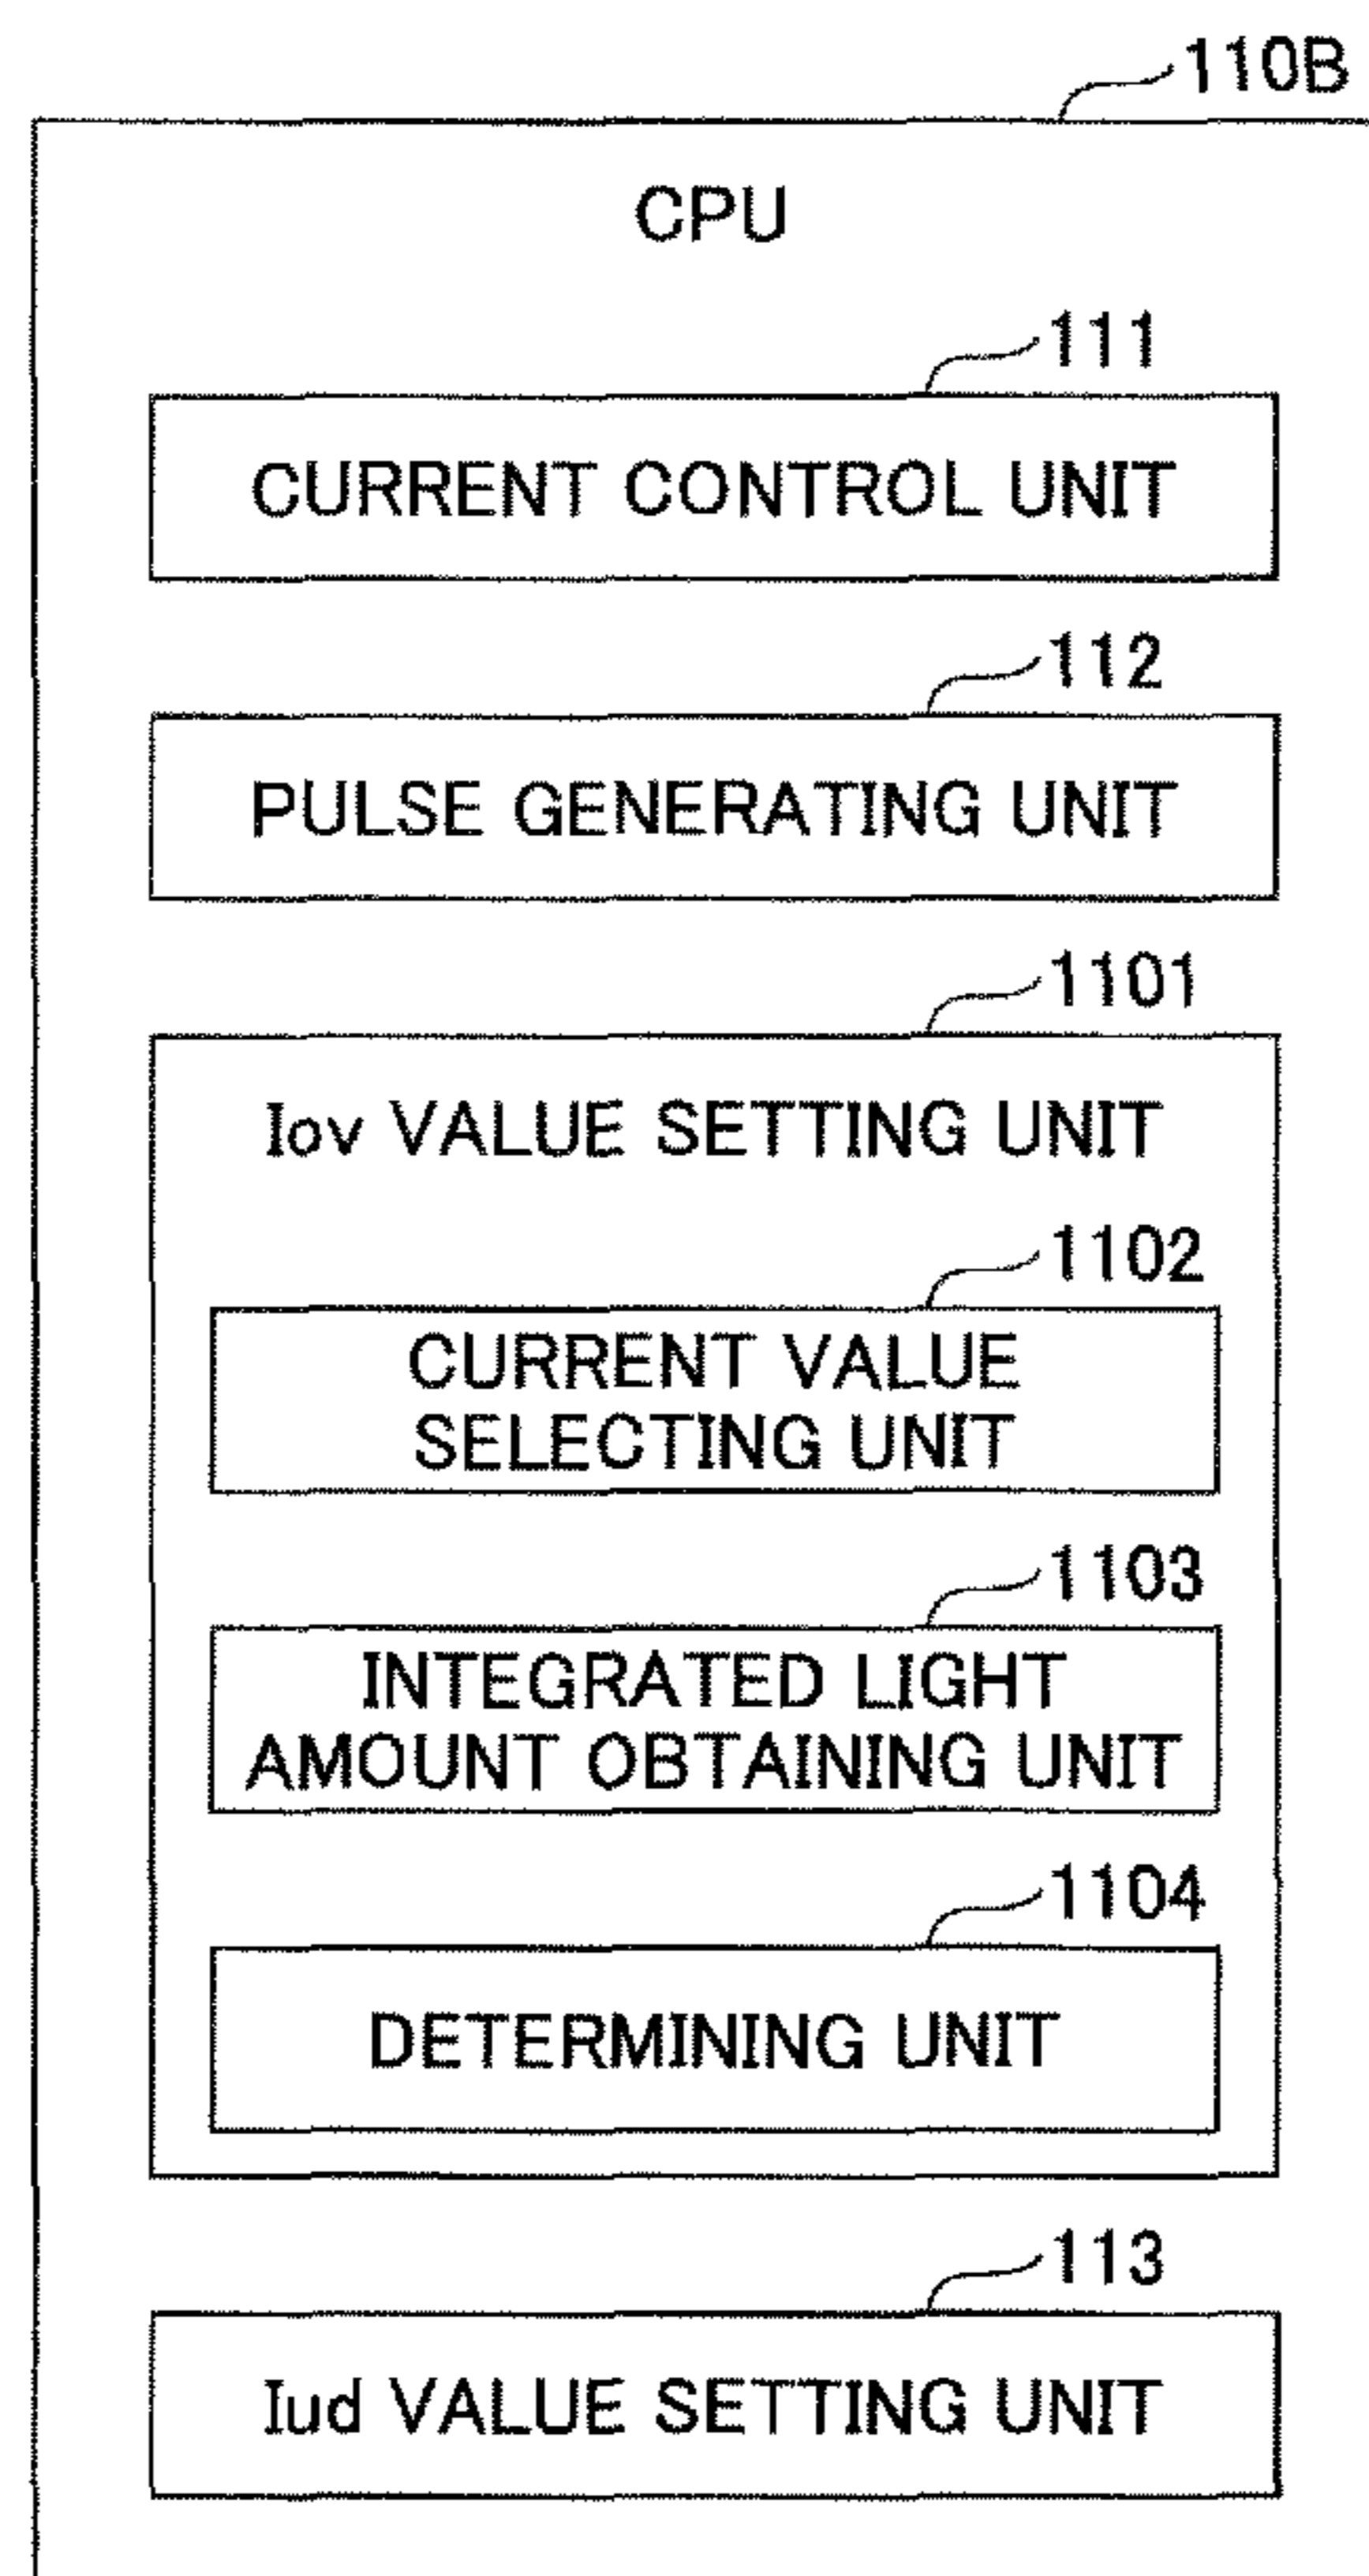 110B
CPU
111
CURRENT CONTROL UNIT
112
PULSE GENERATING UNIT
1101
Iov VALUE SETTING UNIT
1102
CURRENT VALUE
SELECTING UNIT
1103
INTEGRATED LIGHT
AMOUNT OBTAINING UNIT
1104
DETERMINING UNIT
113
Iud VALUE SETTING UNIT